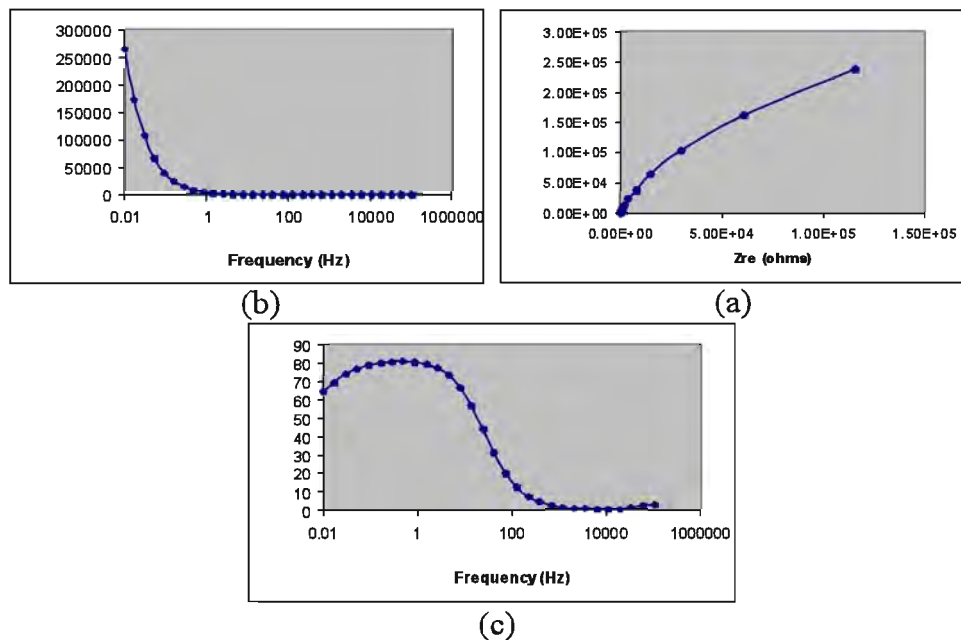 300000
250000
200000
150000
100000
50000
0
0.01 1 100 10000 1000000
Frequency (Hz)
(b)
3.00E+05
2.50E+05
2.00E+05
1.50E+05
1.00E+05
5.00E+04
0.00E+00
0.00E+00 5.00E+04 1.00E+05 1.50E+05
Zre (ohms)
(a)
90
80
70
60
50
40
30
20
10
0
0.01 1 100 10000 1000000
Frequency (Hz)
(c)